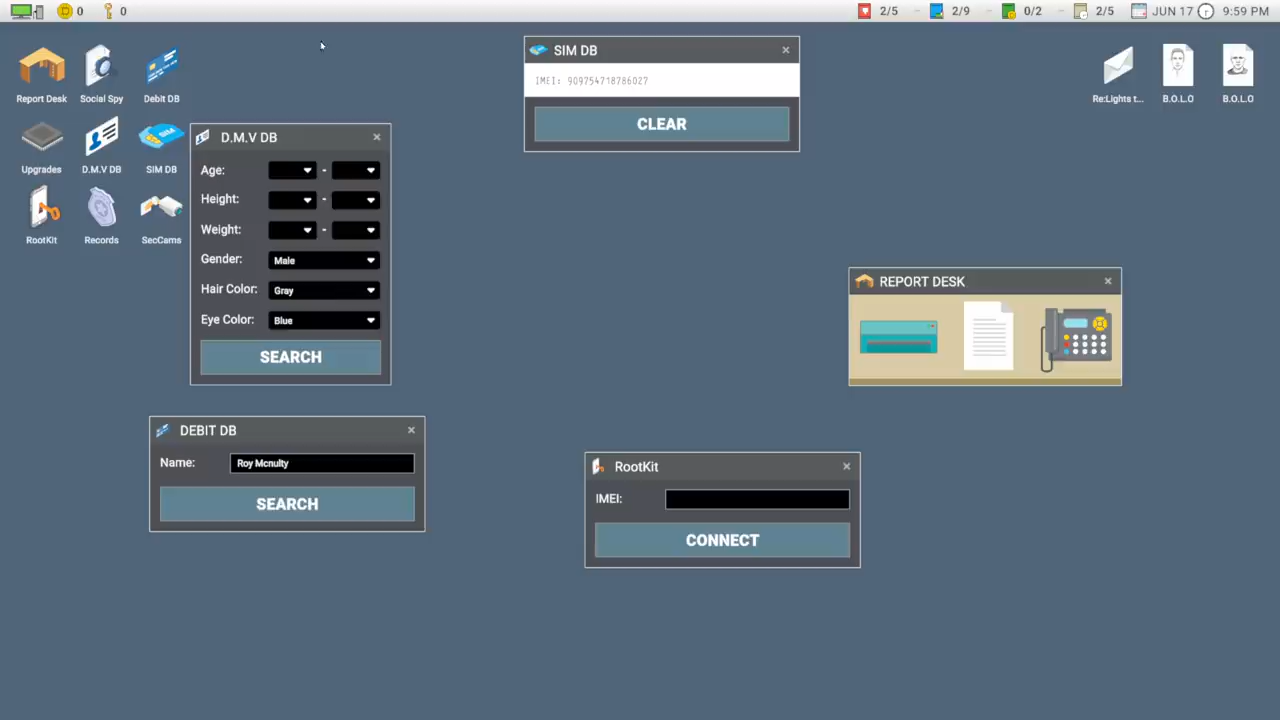 0 0 2/5 2/9 0/2 2/5 JUN 17 9:59 PM
Report Desk Social Spy Debit DB
Upgrades D.M.V DB SIM DB
RootKit Records SecCams
Re:Lights t... B.O.L.O B.O.L.O
SIM DB
IMEI: 909754718786027
CLEAR
D.M.V DB
Age: -
Height: -
Weight: -
Gender: Male
Hair Color: Gray
Eye Color: Blue
SEARCH
REPORT DESK
DEBIT DB
Name: Roy Mcnulty
SEARCH
RootKit
IMEI:
CONNECT